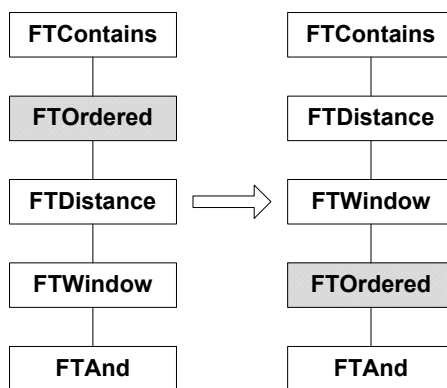 FTContains
FTOrdered
FTDistance
FTWindow
FTAnd
FTContains
FTDistance
FTWindow
FTOrdered
FTAnd